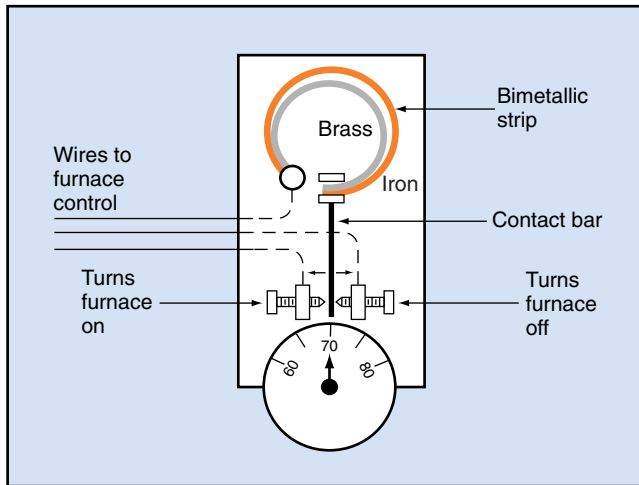 Bimetallic
strip
Brass
Wires to
furnace
control
Iron
Contact bar
Turns
furnace
on
Turns
furnace
off
60
70
80